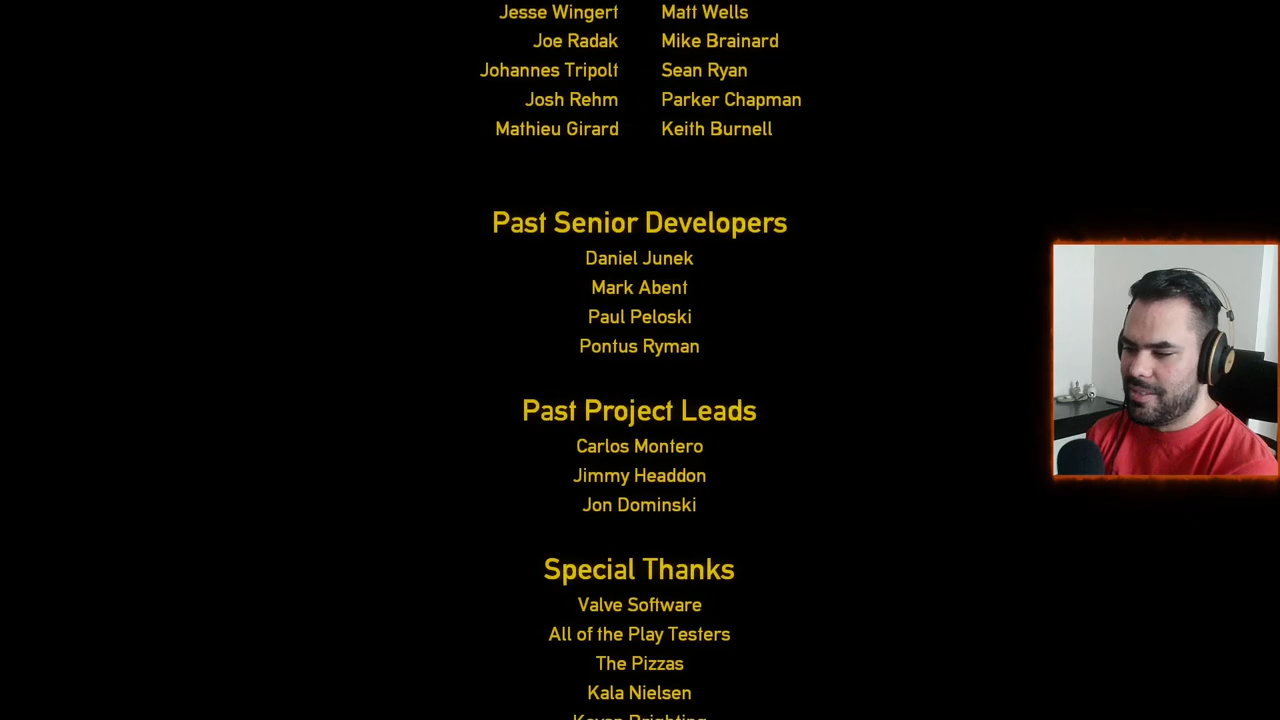 Jesse Wingert Matt Wells
Joe Radak Mike Brainard
Johannes Tripolt Sean Ryan
Josh Rehm Parker Chapman
Mathieu Girard Keith Burnell
Past Senior Developers
Daniel Junek
Mark Abent
Paul Peloski
Pontus Ryman
Past Project Leads
Carlos Montero
Jimmy Headdon
Jon Dominski
Special Thanks
Valve Software
All of the Play Testers
The Pizzas
Kala Nielsen